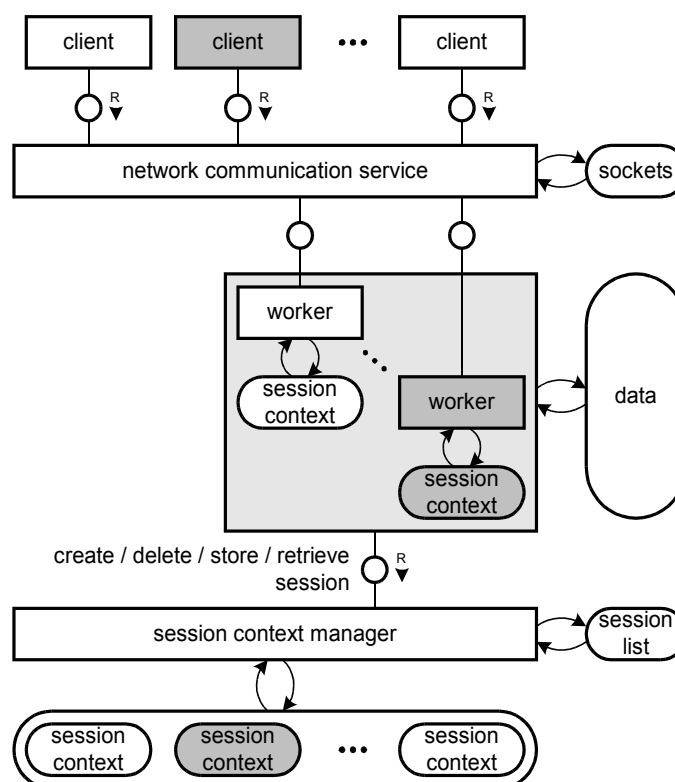 client
client
client
R
R
R
network communication service
sockets
worker
session
context
worker
data
session
context
create / delete / store / retrieve
session
R
session context manager
session
list
session
context
session
context
session
context